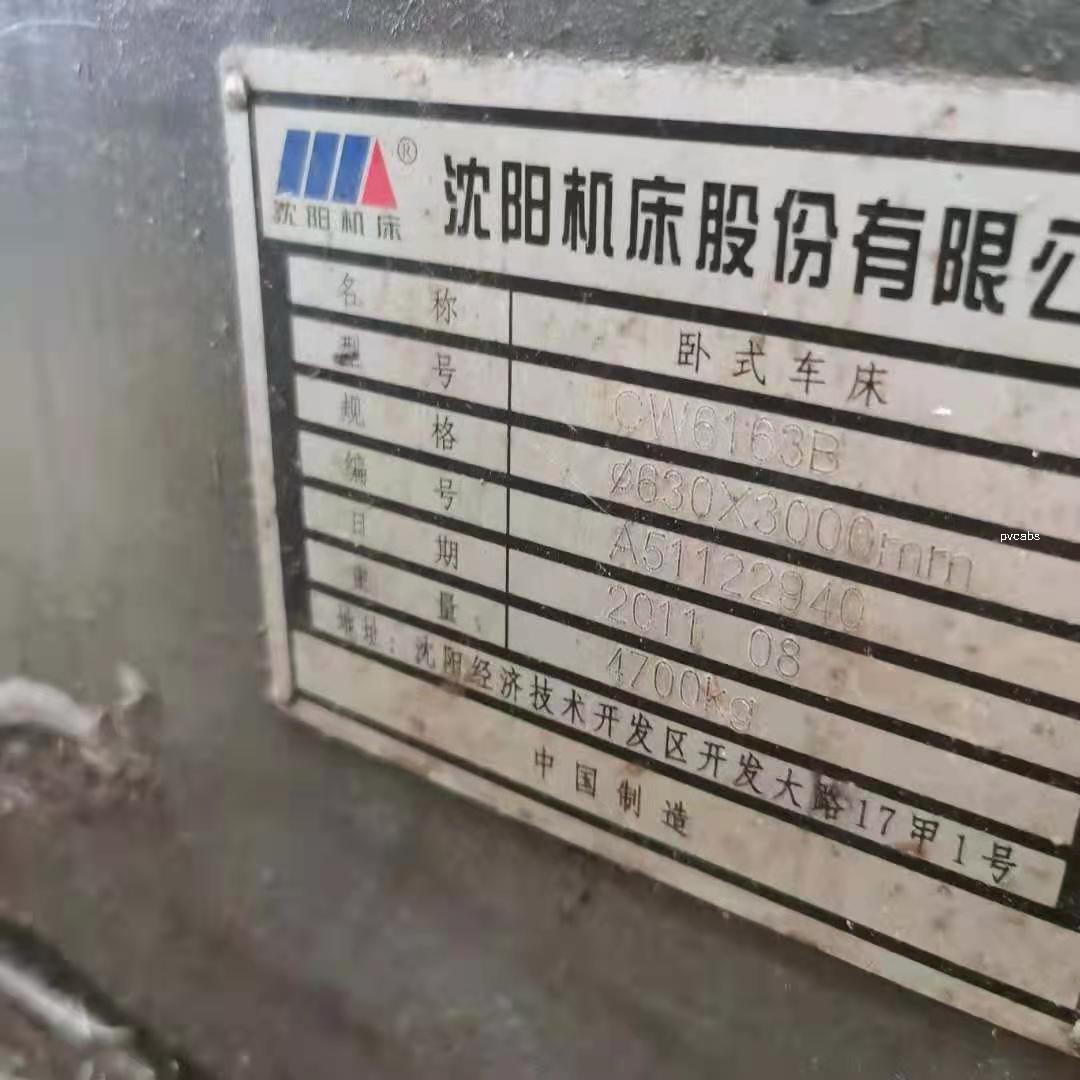 沈阳机床®
沈阳机床股份有限公
名称 卧式车床
型号 CW6163B
规格 ø630X3000mm
编号 A51122940
日期 2011 08
重量 4700kg
地址：沈阳经济技术开发区开发大路17甲1号
中国制造
pvcabs